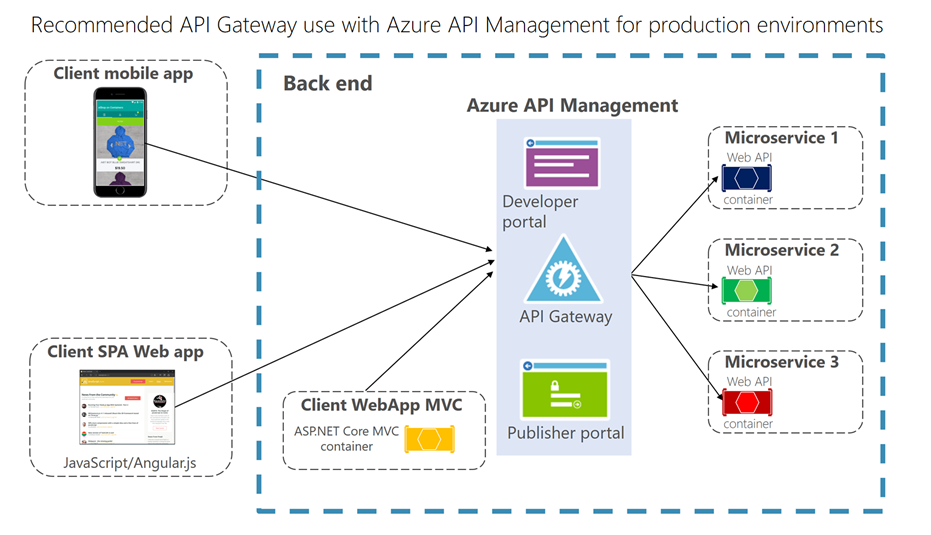 Recommended API Gateway use with Azure API Management for production environments
Client mobile app
Back end
Azure API Management
Developer
portal
API Gateway
Publisher portal
Microservice 1
Web API
container
Microservice 2
Web API
container
Microservice 3
Web API
container
Client SPA Web app
JavaScript/Angular.js
Client WebApp MVC
ASP.NET Core MVC
container